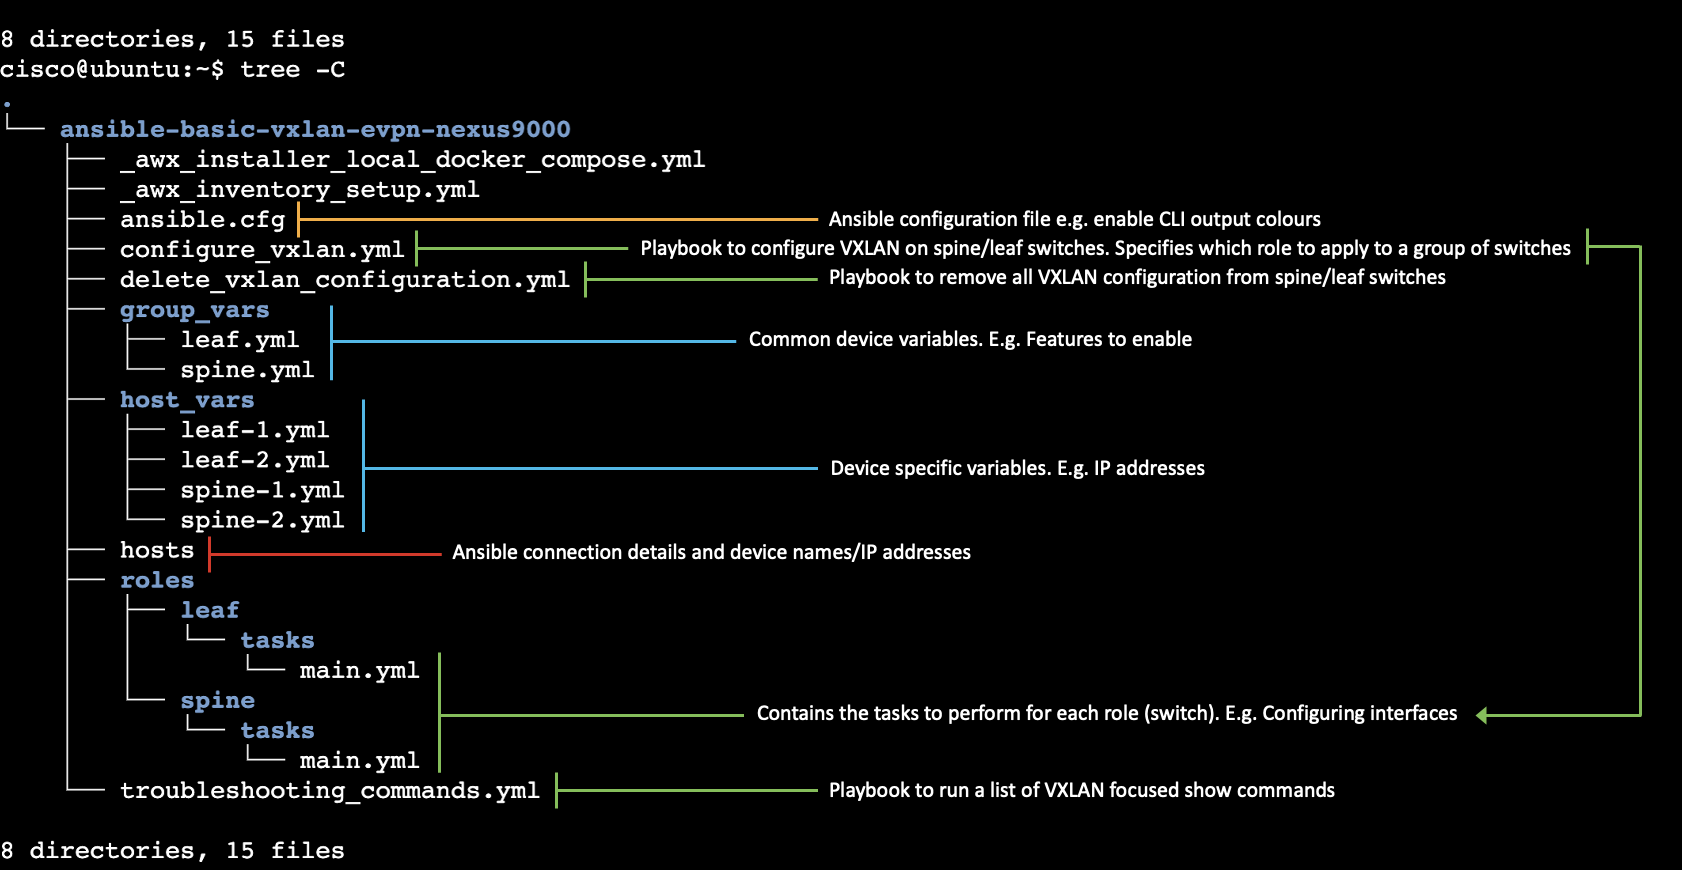 8 directories, 15 files
cisco@ubuntu:~$ tree -C
.
└── ansible-basic-vxlan-evpn-nexus9000
├── _awx_installer_local_docker_compose.yml
├── _awx_inventory_setup.yml
├── ansible.cfg Ansible configuration file e.g. enable CLI output colours
├── configure_vxlan.yml Playbook to configure VXLAN on spine/leaf switches. Specifies which role to apply to a group of switches
├── delete_vxlan_configuration.yml Playbook to remove all VXLAN configuration from spine/leaf switches
├── group_vars
│   ├── leaf.yml Common device variables. E.g. Features to enable
│   └── spine.yml
├── host_vars
│   ├── leaf-1.yml
│   ├── leaf-2.yml Device specific variables. E.g. IP addresses
│   ├── spine-1.yml
│   └── spine-2.yml
├── hosts Ansible connection details and device names/IP addresses
├── roles
│   ├── leaf
│   │   └── tasks
│   │       └── main.yml
│   └── spine Contains the tasks to perform for each role (switch). E.g. Configuring interfaces
│       └── tasks
│           └── main.yml
└── troubleshooting_commands.yml Playbook to run a list of VXLAN focused show commands
8 directories, 15 files